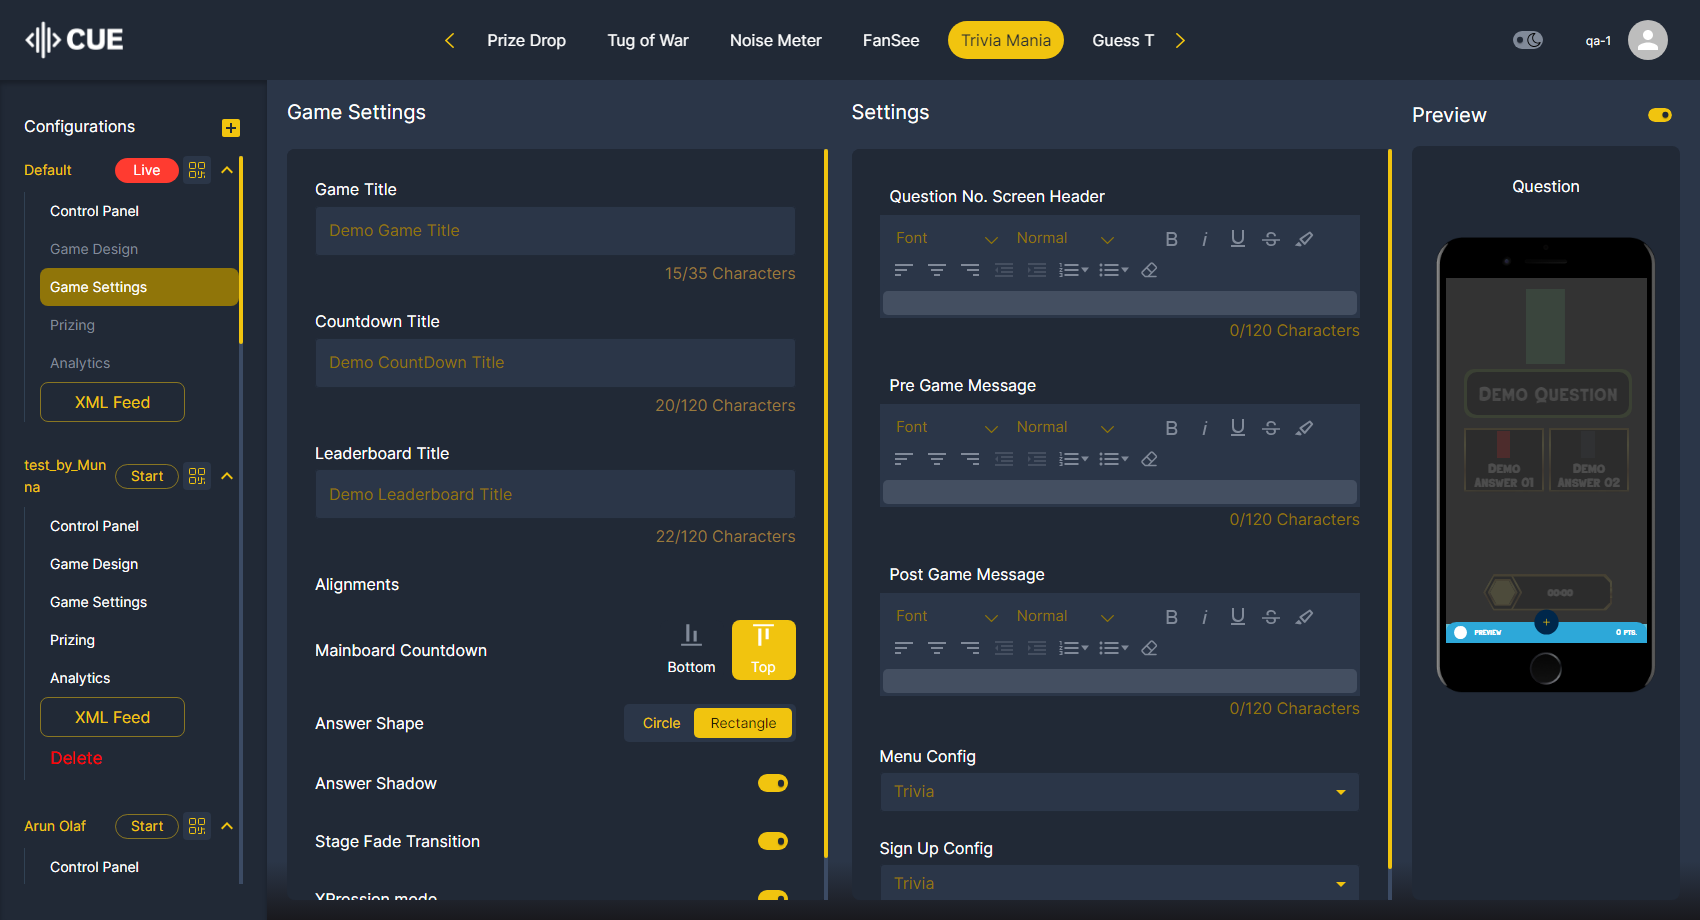 CUE
Prize Drop
Tug of War
Noise Meter
FanSee
Trivia Mania
Guess T
qa-1
Configurations
Default
Live
Control Panel
Game Design
Game Settings
Prizing
Analytics
XML Feed
test_by_Mun
na
Start
Control Panel
Game Design
Game Settings
Prizing
Analytics
XML Feed
Delete
Arun Olaf
Start
Control Panel
Game Settings
Game Title
Demo Game Title
15/35 Characters
Countdown Title
Demo CountDown Title
20/120 Characters
Leaderboard Title
Demo Leaderboard Title
22/120 Characters
Alignments
Mainboard Countdown
Bottom
Top
Answer Shape
Circle
Rectangle
Answer Shadow
Stage Fade Transition
XPression mode
Settings
Question No. Screen Header
Font
Normal
B
i
U
S
0/120 Characters
Pre Game Message
Font
Normal
B
i
U
S
0/120 Characters
Post Game Message
Font
Normal
B
i
U
S
0/120 Characters
Menu Config
Trivia
Sign Up Config
Trivia
Preview
Question
Demo Question
Demo
Answer 01
Demo
Answer 02
00:00
PREVIEW
0 PTS.